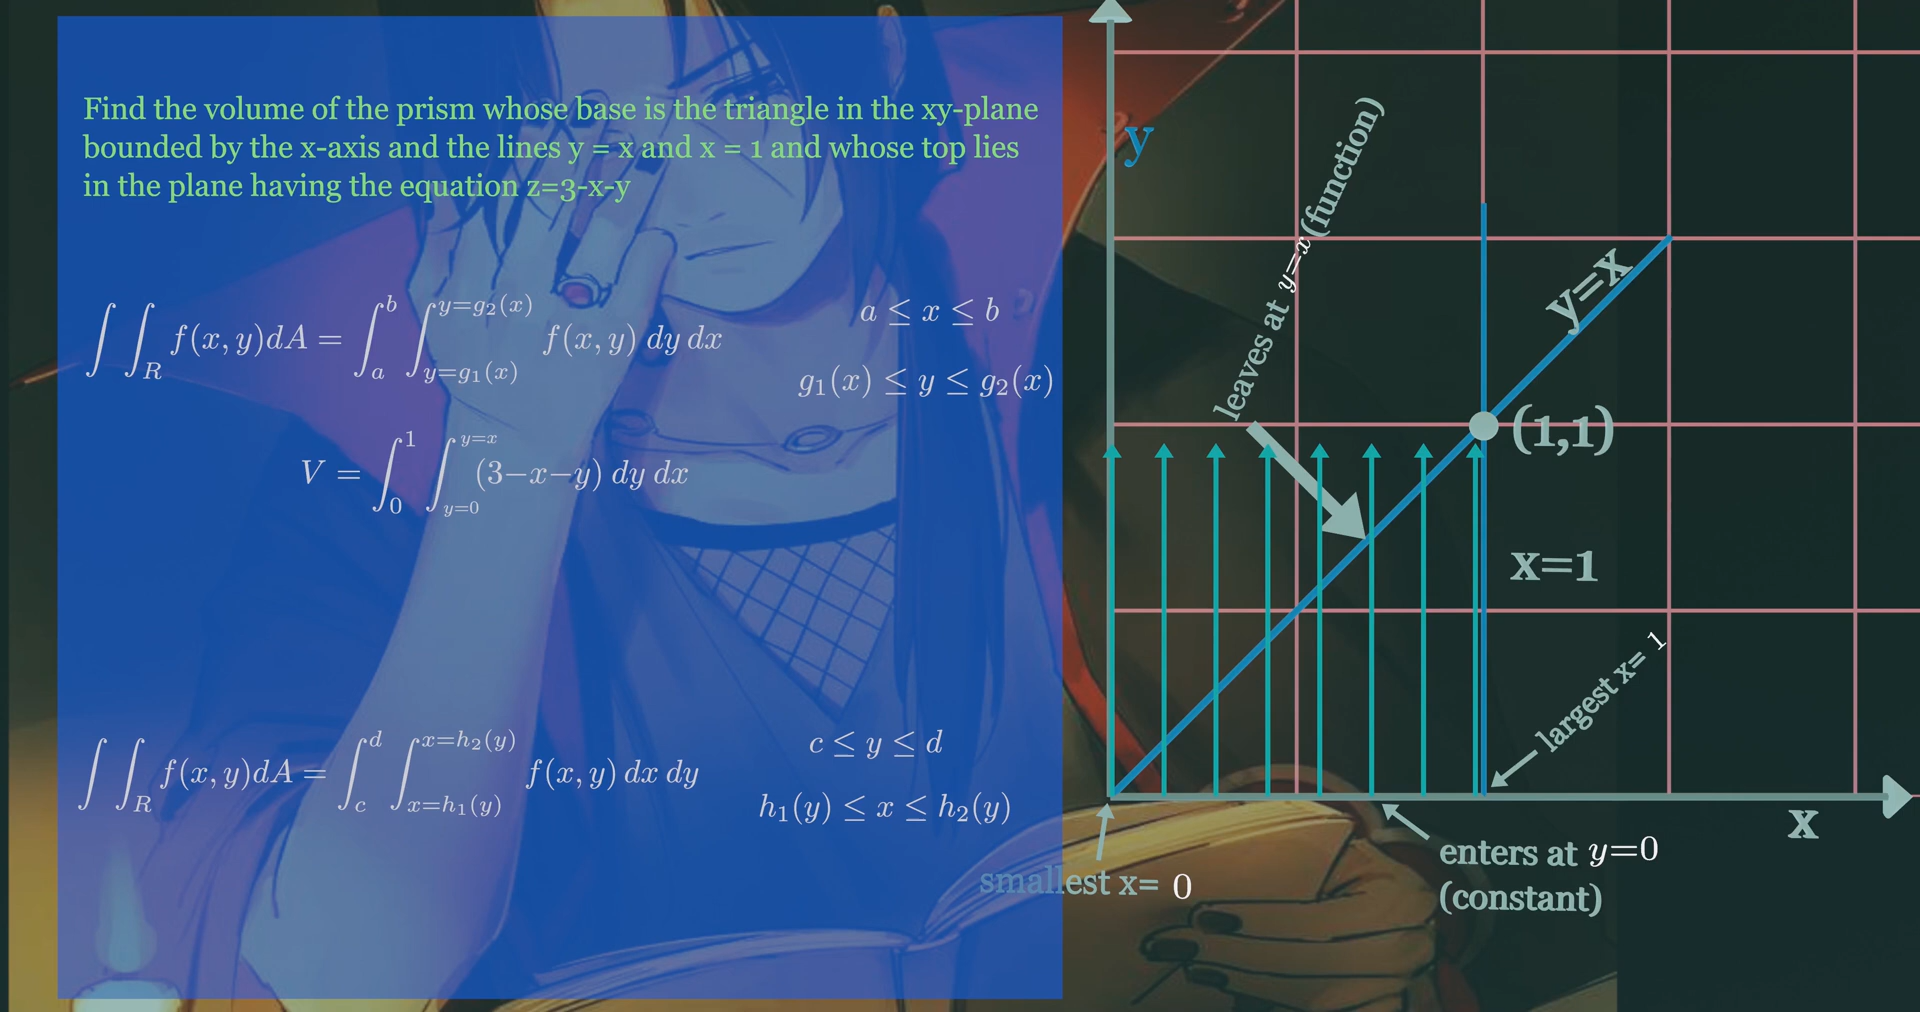 Find the volume of the prism whose base is the triangle in the xy-plane
bounded by the x-axis and the lines y = x and x = 1 and whose top lies
in the plane having the equation z=3-x-y
∫∫_R f(x, y)dA = ∫_a^b ∫_{y=g₁(x)}^{y=g₂(x)} f(x, y) dy dx
a ≤ x ≤ b
g₁(x) ≤ y ≤ g₂(x)
V = ∫_0^1 ∫_{y=0}^{y=x} (3−x−y) dy dx
∫∫_R f(x, y)dA = ∫_c^d ∫_{x=h₁(y)}^{x=h₂(y)} f(x, y) dx dy
c ≤ y ≤ d
h₁(y) ≤ x ≤ h₂(y)
y
leaves at y=x (function)
y=x
(1,1)
x=1
largest x= 1
x
enters at y=0
(constant)
smallest x= 0